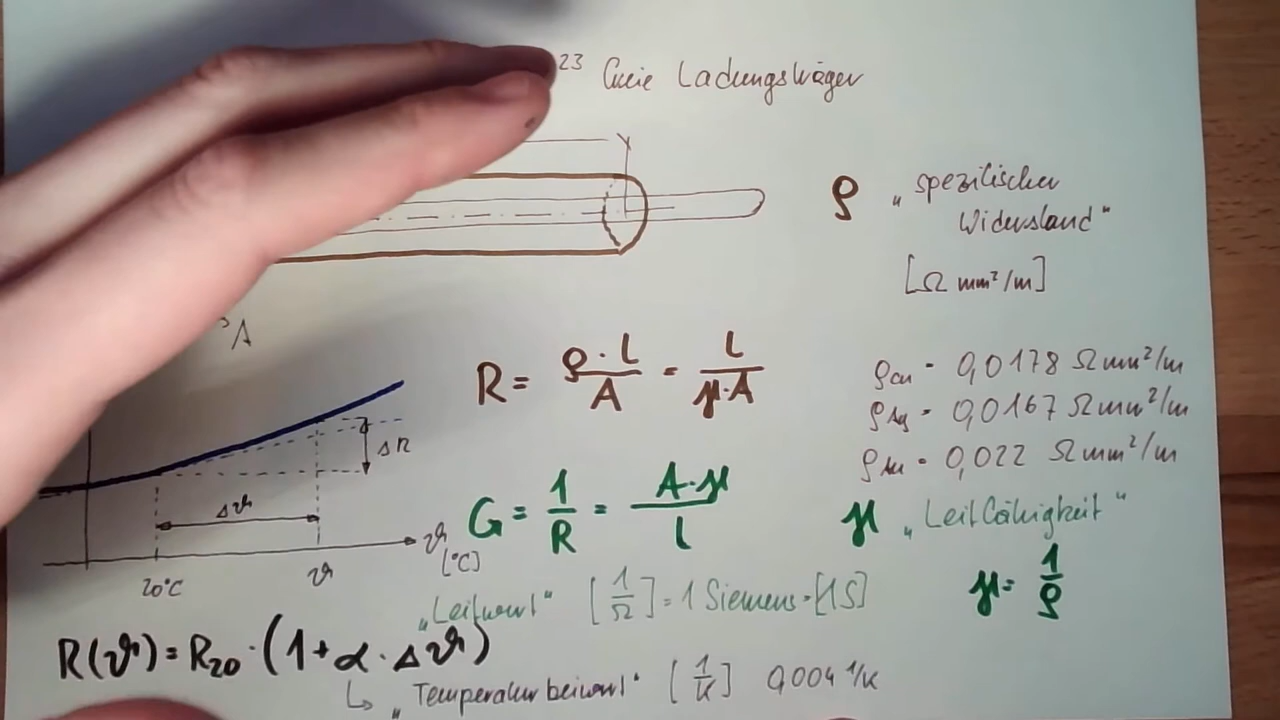 23 freie Ladungsträger
ϱ „spezifischer
Widerstand“
[Ω mm²/m]
A
R = ϱ · l / A = l / ϰ · A
ϱCu = 0,0178 Ω mm²/m
ϱAg = 0,0167 Ω mm²/m
ϱAu = 0,022 Ω mm²/m
ΔR
Δϑ
ϑ
[°C]
20°C
ϑ
G = 1 / R = A · ϰ / l
ϰ „Leitfähigkeit“
ϰ = 1 / ϱ
„Leitwert“ [1/Ω] = 1 Siemens = [1S]
R(ϑ) = R20 · (1 + α · Δϑ)
↳ „Temperaturbeiwert“ [1/K] 0,004 1/K